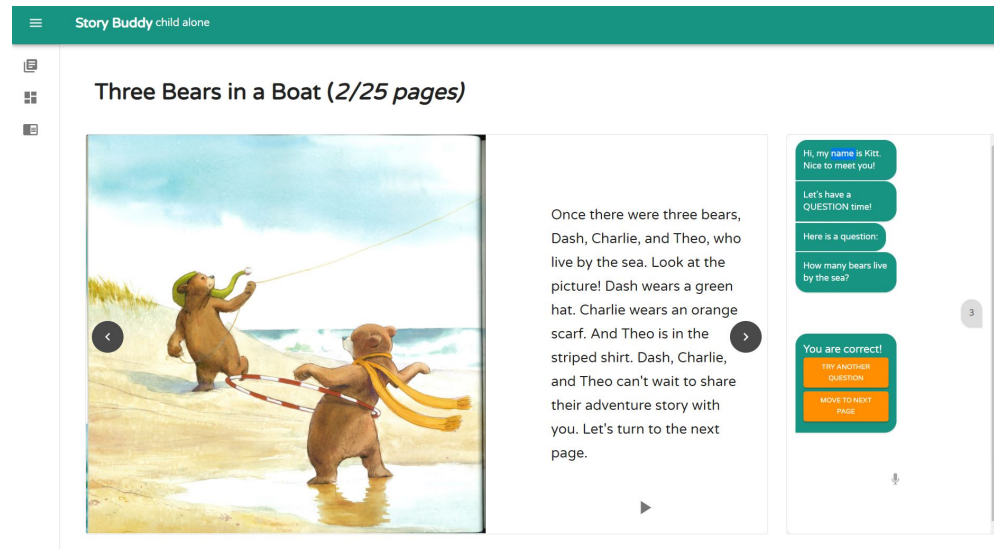 Story Buddy child alone
Three Bears in a Boat (2/25 pages)
Once there were three bears,
Dash, Charlie, and Theo, who
live by the sea. Look at the
picture! Dash wears a green
hat. Charlie wears an orange
scarf. And Theo is in the
striped shirt. Dash, Charlie,
and Theo can't wait to share
their adventure story with
you. Let's turn to the next
page.
Hi, my name is Kitt.
Nice to meet you!
Let's have a
QUESTION time!
Here is a question:
How many bears live
by the sea?
3
You are correct!
TRY ANOTHER
QUESTION
MOVE TO NEXT
PAGE